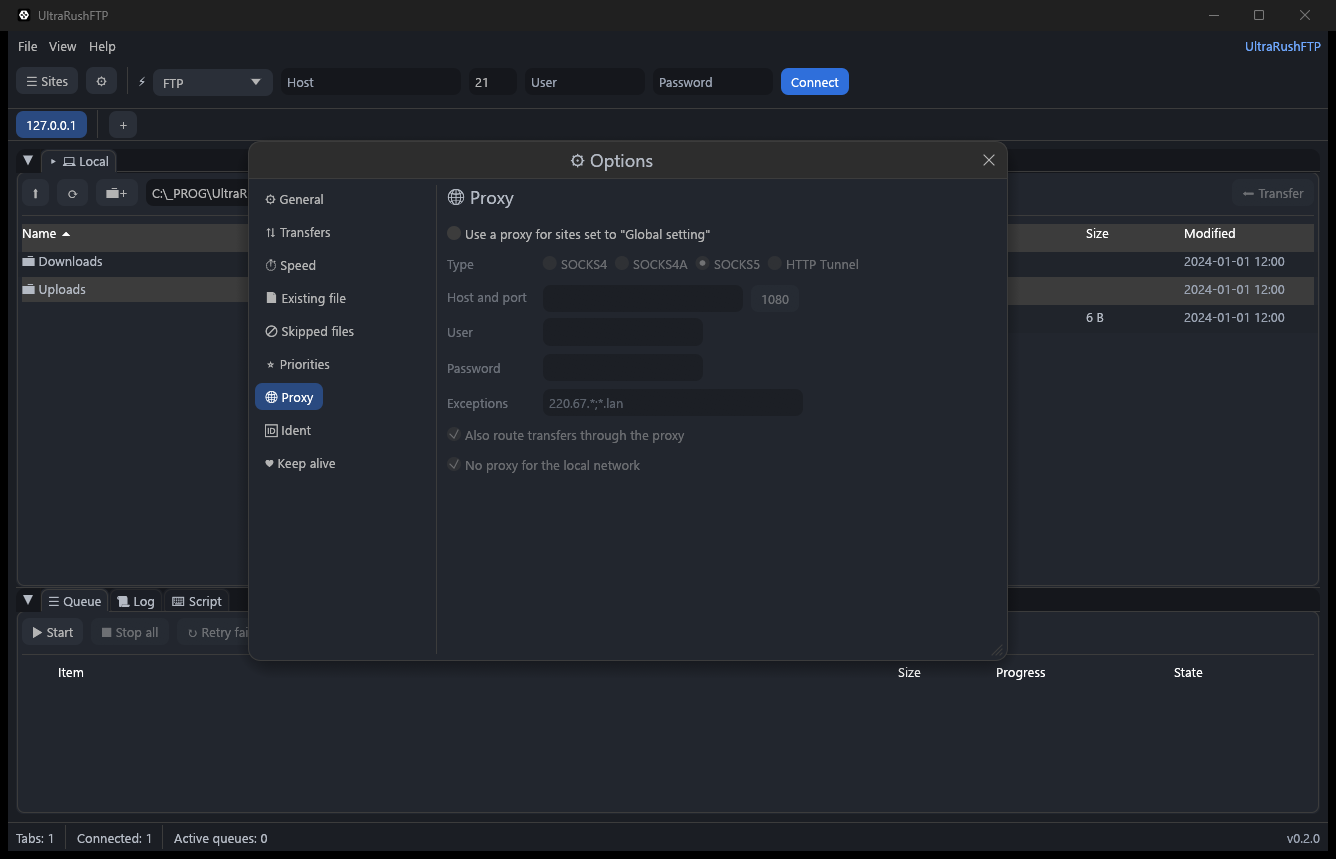 UltraRushFTP
File View Help UltraRushFTP
Sites FTP Host 21 User Password Connect
127.0.0.1 +
Local
C:\_PROG\UltraR Transfer
Name Size Modified
Downloads 2024-01-01 12:00
Uploads 2024-01-01 12:00
6 B 2024-01-01 12:00
Options
General
Transfers
Speed
Existing file
Skipped files
Priorities
Proxy
Ident
Keep alive
Proxy
Use a proxy for sites set to "Global setting"
Type SOCKS4 SOCKS4A SOCKS5 HTTP Tunnel
Host and port 1080
User
Password
Exceptions 220.67.*;*.lan
Also route transfers through the proxy
No proxy for the local network
Queue Log Script
Start Stop all Retry fai
Item Size Progress State
Tabs: 1 Connected: 1 Active queues: 0 v0.2.0